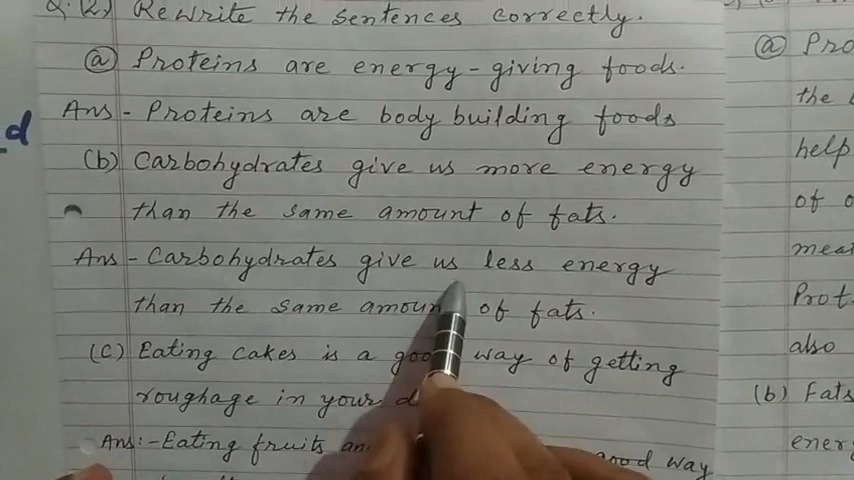 Q.(2) Rewrite the sentences correctly.
(a) Proteins are energy-giving foods.
Ans - Proteins are body building foods
(b) Carbohydrates give us more energy
than the same amount of fats.
Ans - Carbohydrates give us less energy
than the same amoun of fats.
(C) Eating cakes is a goo way of getting
roughage in your d
Ans:- Eating fruits an good way
d
(a) Pro
the
help
of o
mea
Prot.
also
(b) Fats
ener